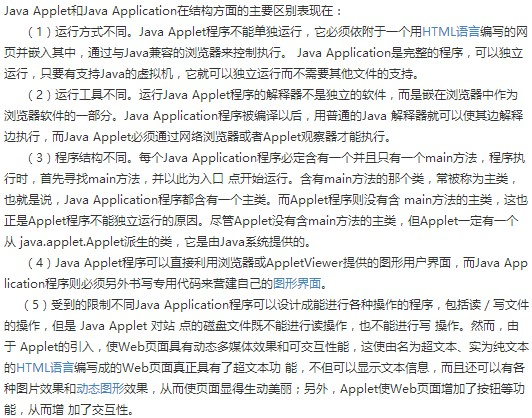 Java Applet和Java Application在结构方面的主要区别表现在：
（1）运行方式不同。Java Applet程序不能单独运行，它必须依附于一个用HTML语言编写的网
页并嵌入其中，通过与Java兼容的浏览器来控制执行。 Java Application是完整的程序，可以独立
运行，只要有支持Java的虚拟机，它就可以独立运行而不需要其他文件的支持。
（2）运行工具不同。运行Java Applet程序的解释器不是独立的软件，而是嵌在浏览器中作为
浏览器软件的一部分。Java Application程序被编译以后，用普通的Java 解释器就可以使其边解释
边执行，而Java Applet必须通过网络浏览器或者Applet观察器才能执行。
（3）程序结构不同。每个Java Application程序必定含有一个并且只有一个main方法，程序执
行时，首先寻找main方法，并以此为入口 点开始运行。含有main方法的那个类，常被称为主类，
也就是说，Java Application程序都含有一个主类。而Applet程序则没有含 main方法的主类，这也
正是Applet程序不能独立运行的原因。尽管Applet没有含main方法的主类，但Applet一定有一个
从 java.applet.Applet派生的类，它是由Java系统提供的。
（4）Java Applet程序可以直接利用浏览器或AppletViewer提供的图形用户界面，而Java App
lication程序则必须另外书写专用代码来营建自己的图形界面。
（5）受到的限制不同Java Application程序可以设计成能进行各种操作的程序，包括读／写文件
的操作，但是 Java Applet 对站 点的磁盘文件既不能进行读操作，也不能进行写 操作。然而，由
于 Applet的引入，使Web页面具有动态多媒体效果和可交互性能，这使由名为超文本、实为纯文本
的HTML语言编写成的Web页面真正具有了超文本功 能，不但可以显示文本信息，而且还可以有各
种图片效果和动态图形效果，从而使页面显得生动美丽；另外，Applet使Web页面增加了按钮等功
能，从而增 加了交互性。